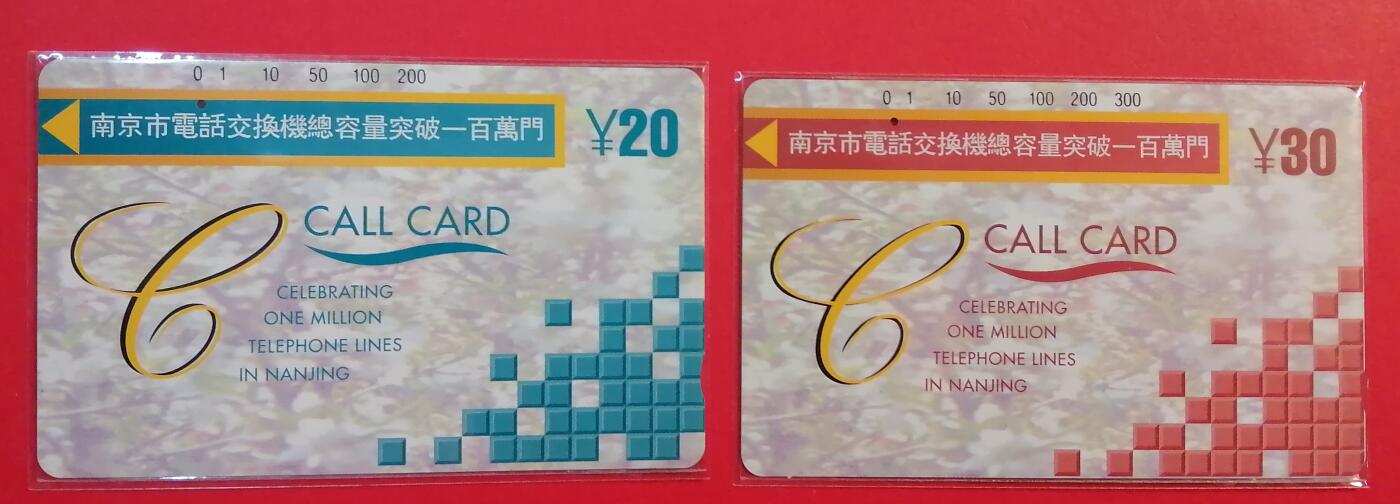 0 1 10 50 100 200
南京市電話交換機總容量突破一百萬門
¥20
CALL CARD
CELEBRATING
ONE MILLION
TELEPHONE LINES
IN NANJING
0 1 10 50 100 200 300
南京市電話交換機總容量突破一百萬門
¥30
CALL CARD
CELEBRATING
ONE MILLION
TELEPHONE LINES
IN NANJING